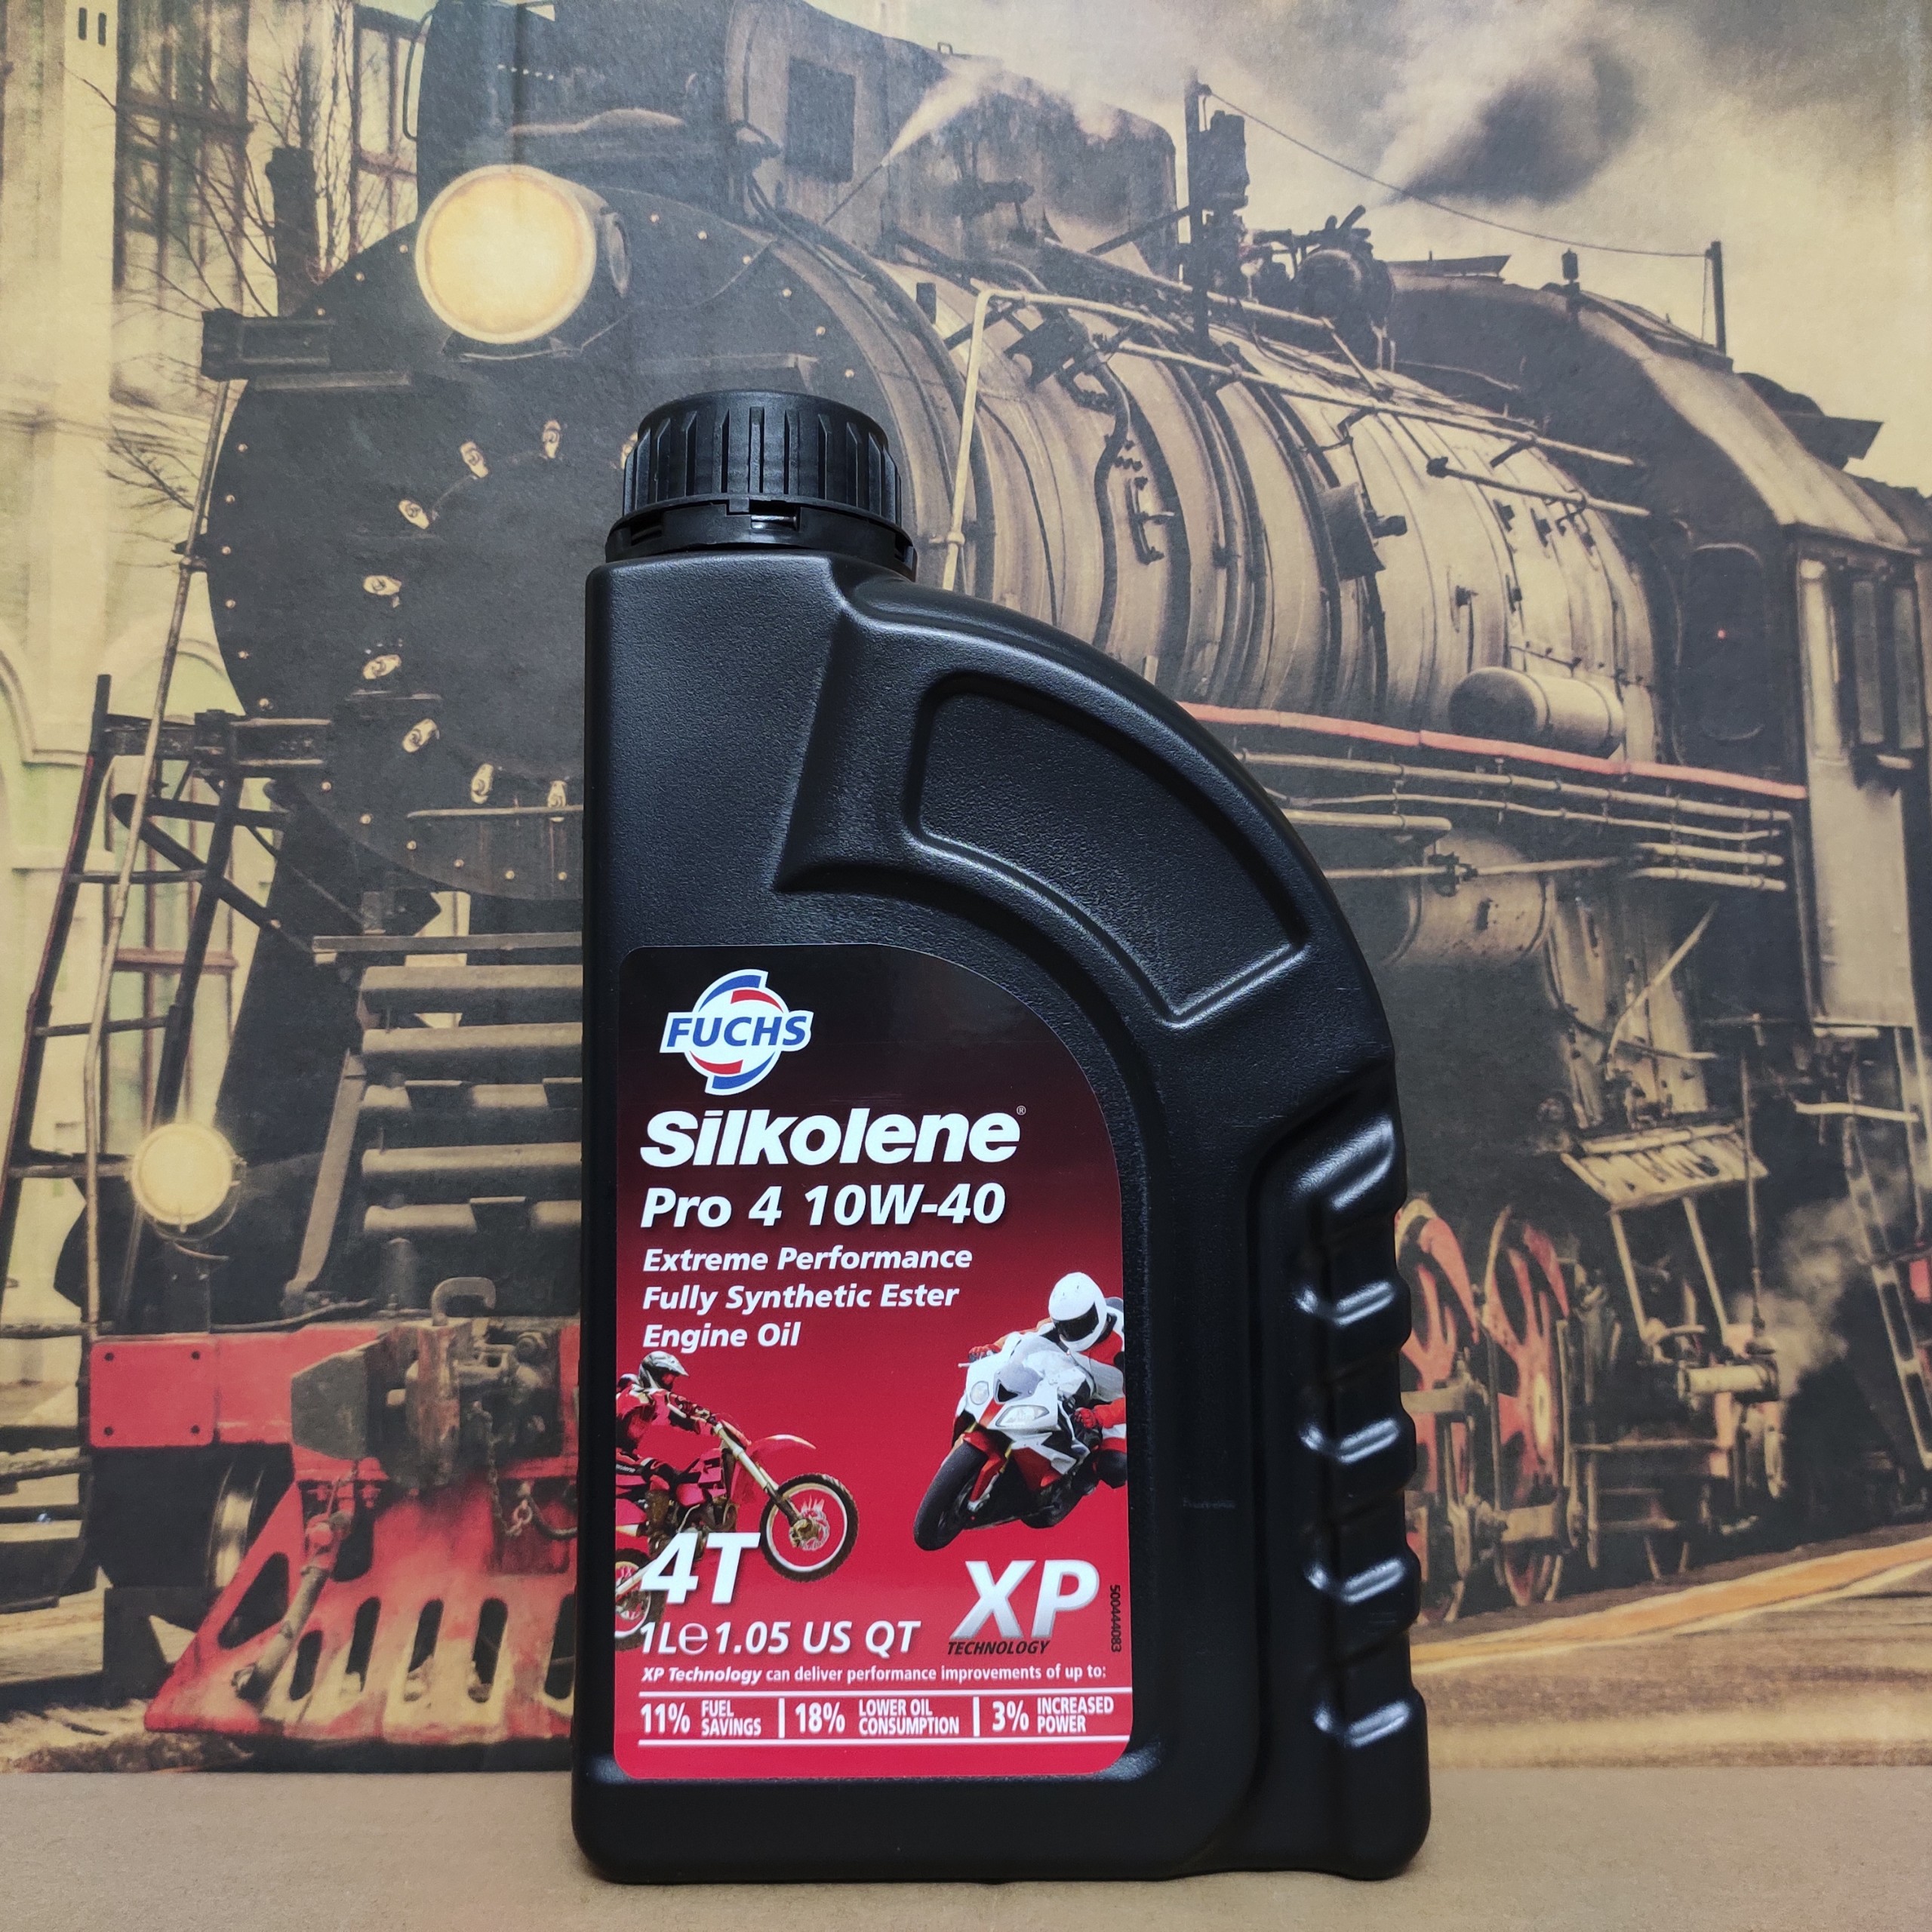 FUCHS
Silkolene®
Pro 4 10W-40
Extreme Performance
Fully Synthetic Ester
Engine Oil
4T
XP
TECHNOLOGY
1L℮1.05 US QT
50044083
XP Technology can deliver performance improvements of up to:
11% FUEL SAVINGS | 18% LOWER OIL CONSUMPTION | 3% INCREASED POWER